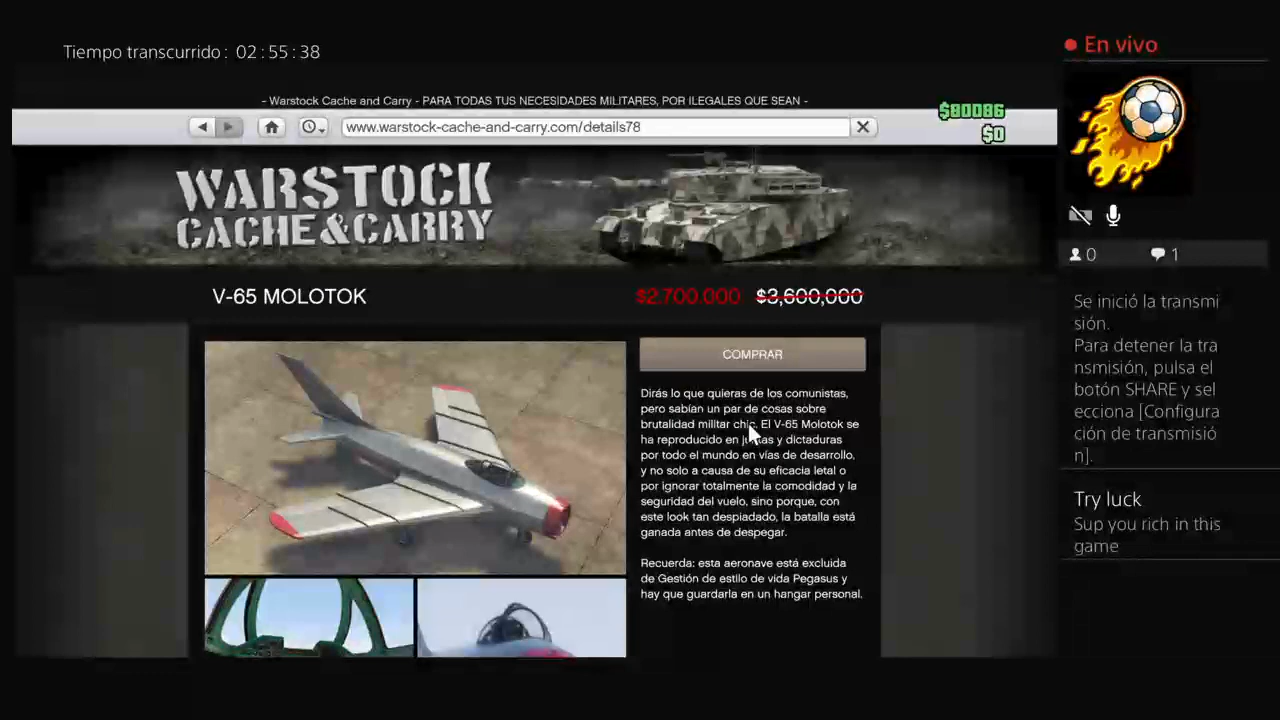 Tiempo transcurrido : 02 : 55 : 38
En vivo
- Warstock Cache and Carry - PARA TODAS TUS NECESIDADES MILITARES, POR ILEGALES QUE SEAN -
$80086
$0
www.warstock-cache-and-carry.com/details78
WARSTOCK
CACHE&CARRY
0
1
V-65 MOLOTOK
$2.700.000 $3,600,000
COMPRAR
Dirás lo que quieras de los comunistas,
pero sabían un par de cosas sobre
brutalidad militar chic. El V-65 Molotok se
ha reproducido en juntas y dictaduras
por todo el mundo en vías de desarrollo,
y no solo a causa de su eficacia letal o
por ignorar totalmente la comodidad y la
seguridad del vuelo, sino porque, con
este look tan despiadado, la batalla está
ganada antes de despegar.
Recuerda: esta aeronave está excluida
de Gestión de estilo de vida Pegasus y
hay que guardarla en un hangar personal.
Se inició la transmi
sión.
Para detener la tra
nsmisión, pulsa el
botón SHARE y sel
ecciona [Configura
ción de transmisió
n].
Try luck
Sup you rich in this
game